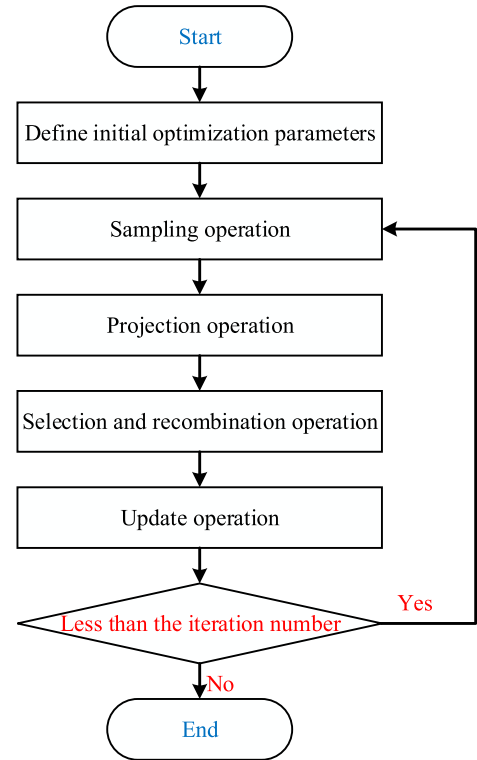 Start
Define initial optimization parameters
Sampling operation
Projection operation
Selection and recombination operation
Update operation
Less than the iteration number
Yes
No
End